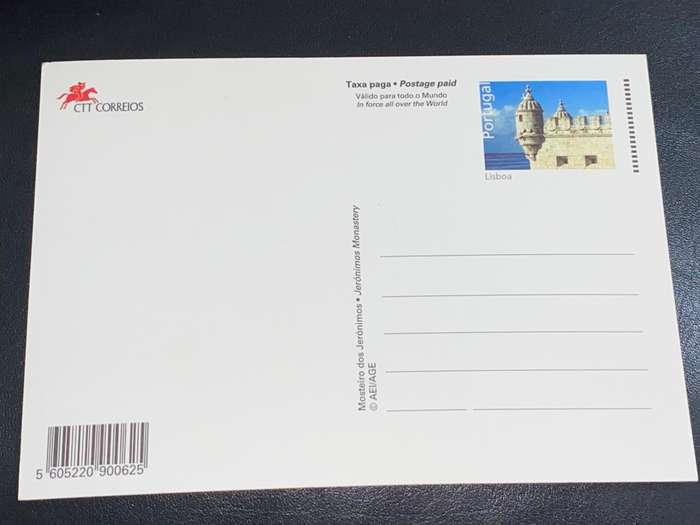 CTT CORREIOS
Taxa paga • Postage paid
Válido para todo o Mundo
In force all over the World
Portugal
Lisboa
Mosteiro dos Jerónimos • Jerónimos Monastery
© AEI/AGE
5 605220 900625